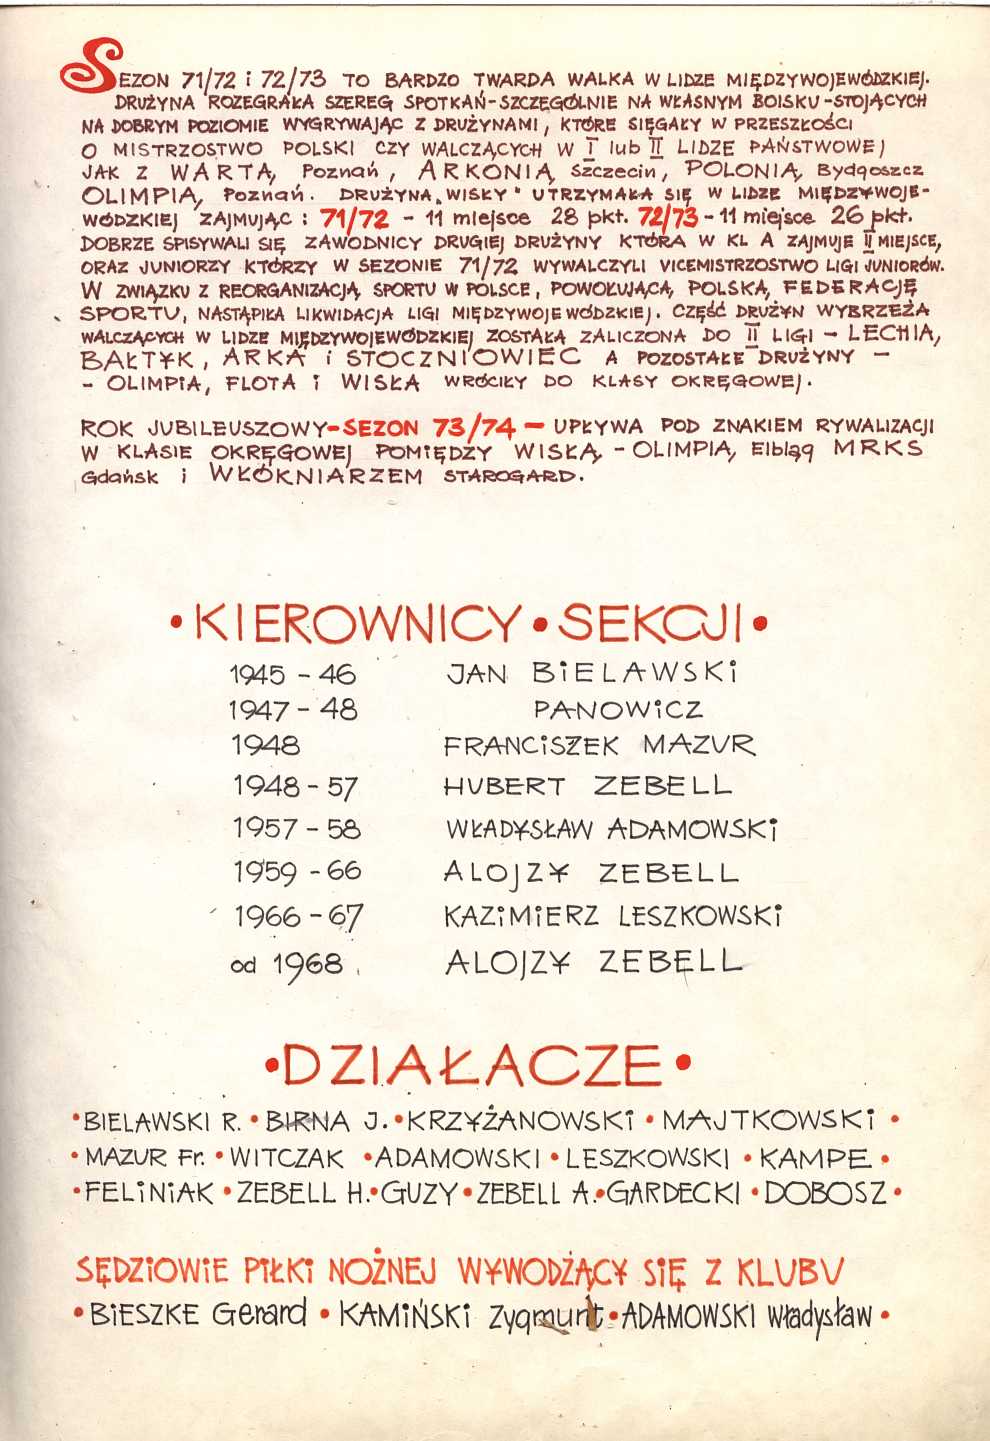 SEZON 71/72 i 72/73 TO BARDZO TWARDA WALKA W LIDZE MIĘDZYWOJEWÓDZKIEJ.
DRUŻYNA ROZEGRAŁA SZEREG SPOTKAŃ-SZCZĘGÓLNIE NA WŁASNYM BOISKU-STOJĄCYCH
NA DOBRYM POZIOMIE WYGRYWAJĄC Z DRUŻYNAMI, KTÓRE SIĘGAŁY W PRZESZŁOŚCI
O MISTRZOSTWO POLSKI CZY WALCZĄCYCH W I lub II LIDZE PAŃSTWOWEJ
JAK Z WARTĄ, Poznań, ARKONIĄ Szczecin, POLONIĄ, Bydgoszcz
OLIMPIĄ, Poznań. DRUŻYNA „WISŁY" UTRZYMAŁA SIĘ W LIDZE MIĘDZYWOJE-
WÓDZKIEJ ZAJMUJĄC : 71/72 - 11 miejsce 28 pkt. 72/73 - 11 miejsce 26 pkt.
DOBRZE SPISYWALI SIĘ ZAWODNICY DRUGIEJ DRUŻYNY KTÓRA W KL A ZAJMUJE II MIEJSCE,
ORAZ JUNIORZY KTÓRZY W SEZONIE 71/72 WYWALCZYLI VICEMISTRZOSTWO LIGI JUNIORÓW.
W ZWIĄZKU Z REORGANIZACJĄ SPORTU W POLSCE, POWOŁUJĄCĄ, POLSKĄ, FEDERACJĘ
SPORTU, NASTĄPIŁA LIKWIDACJA LIGI MIĘDZYWOJEWÓDZKIEJ. CZĘŚĆ DRUŻYN WYBRZEŻA
WALCZĄCYCH W LIDZE MIĘDZYWOJEWÓDZKIEJ ZOSTAŁA ZALICZONA DO II LIGI - LECHIA,
BAŁTYK, ARKA i STOCZNIOWIEC A POZOSTAŁE DRUŻYNY -
- OLIMPIA, FLOTA i WISŁA WRÓCIŁY DO KLASY OKRĘGOWEJ.
ROK JUBILEUSZOWY-SEZON 73/74 - UPŁYWA POD ZNAKIEM RYWALIZACJI
W KLASIE OKRĘGOWEJ POMIĘDZY WISŁĄ, - OLIMPIĄ, Elbląg MRKS
Gdańsk i WŁÓKNIARZEM STAROGARD.
• KIEROWNICY • SEKCJI •
1945 - 46 JAN BIELAWSKI
1947 - 48 PANOWICZ
1948 FRANCISZEK MAZUR
1948 - 57 HUBERT ZEBELL
1957 - 58 WŁADYSŁAW ADAMOWSKI
1959 - 66 ALOJZY ZEBELL
1966 - 67 KAZIMIERZ LESZKOWSKI
od 1968 ALOJZY ZEBELL
• DZIAŁACZE •
• BIELAWSKI R. • BIRNA J. • KRZYŻANOWSKI • MAJTKOWSKI •
• MAZUR Fr. • WITCZAK • ADAMOWSKI • LESZKOWSKI • KAMPE •
• FELINIAK • ZEBELL H. • GUZY • ZEBELL A. • GARDECKI • DOBOSZ •
SĘDZIOWIE PIŁKI NOŻNEJ WYWODZĄCY SIĘ Z KLUBU
• BIESZKE Gerard • KAMIŃSKI Zygmunt • ADAMOWSKI Władysław •